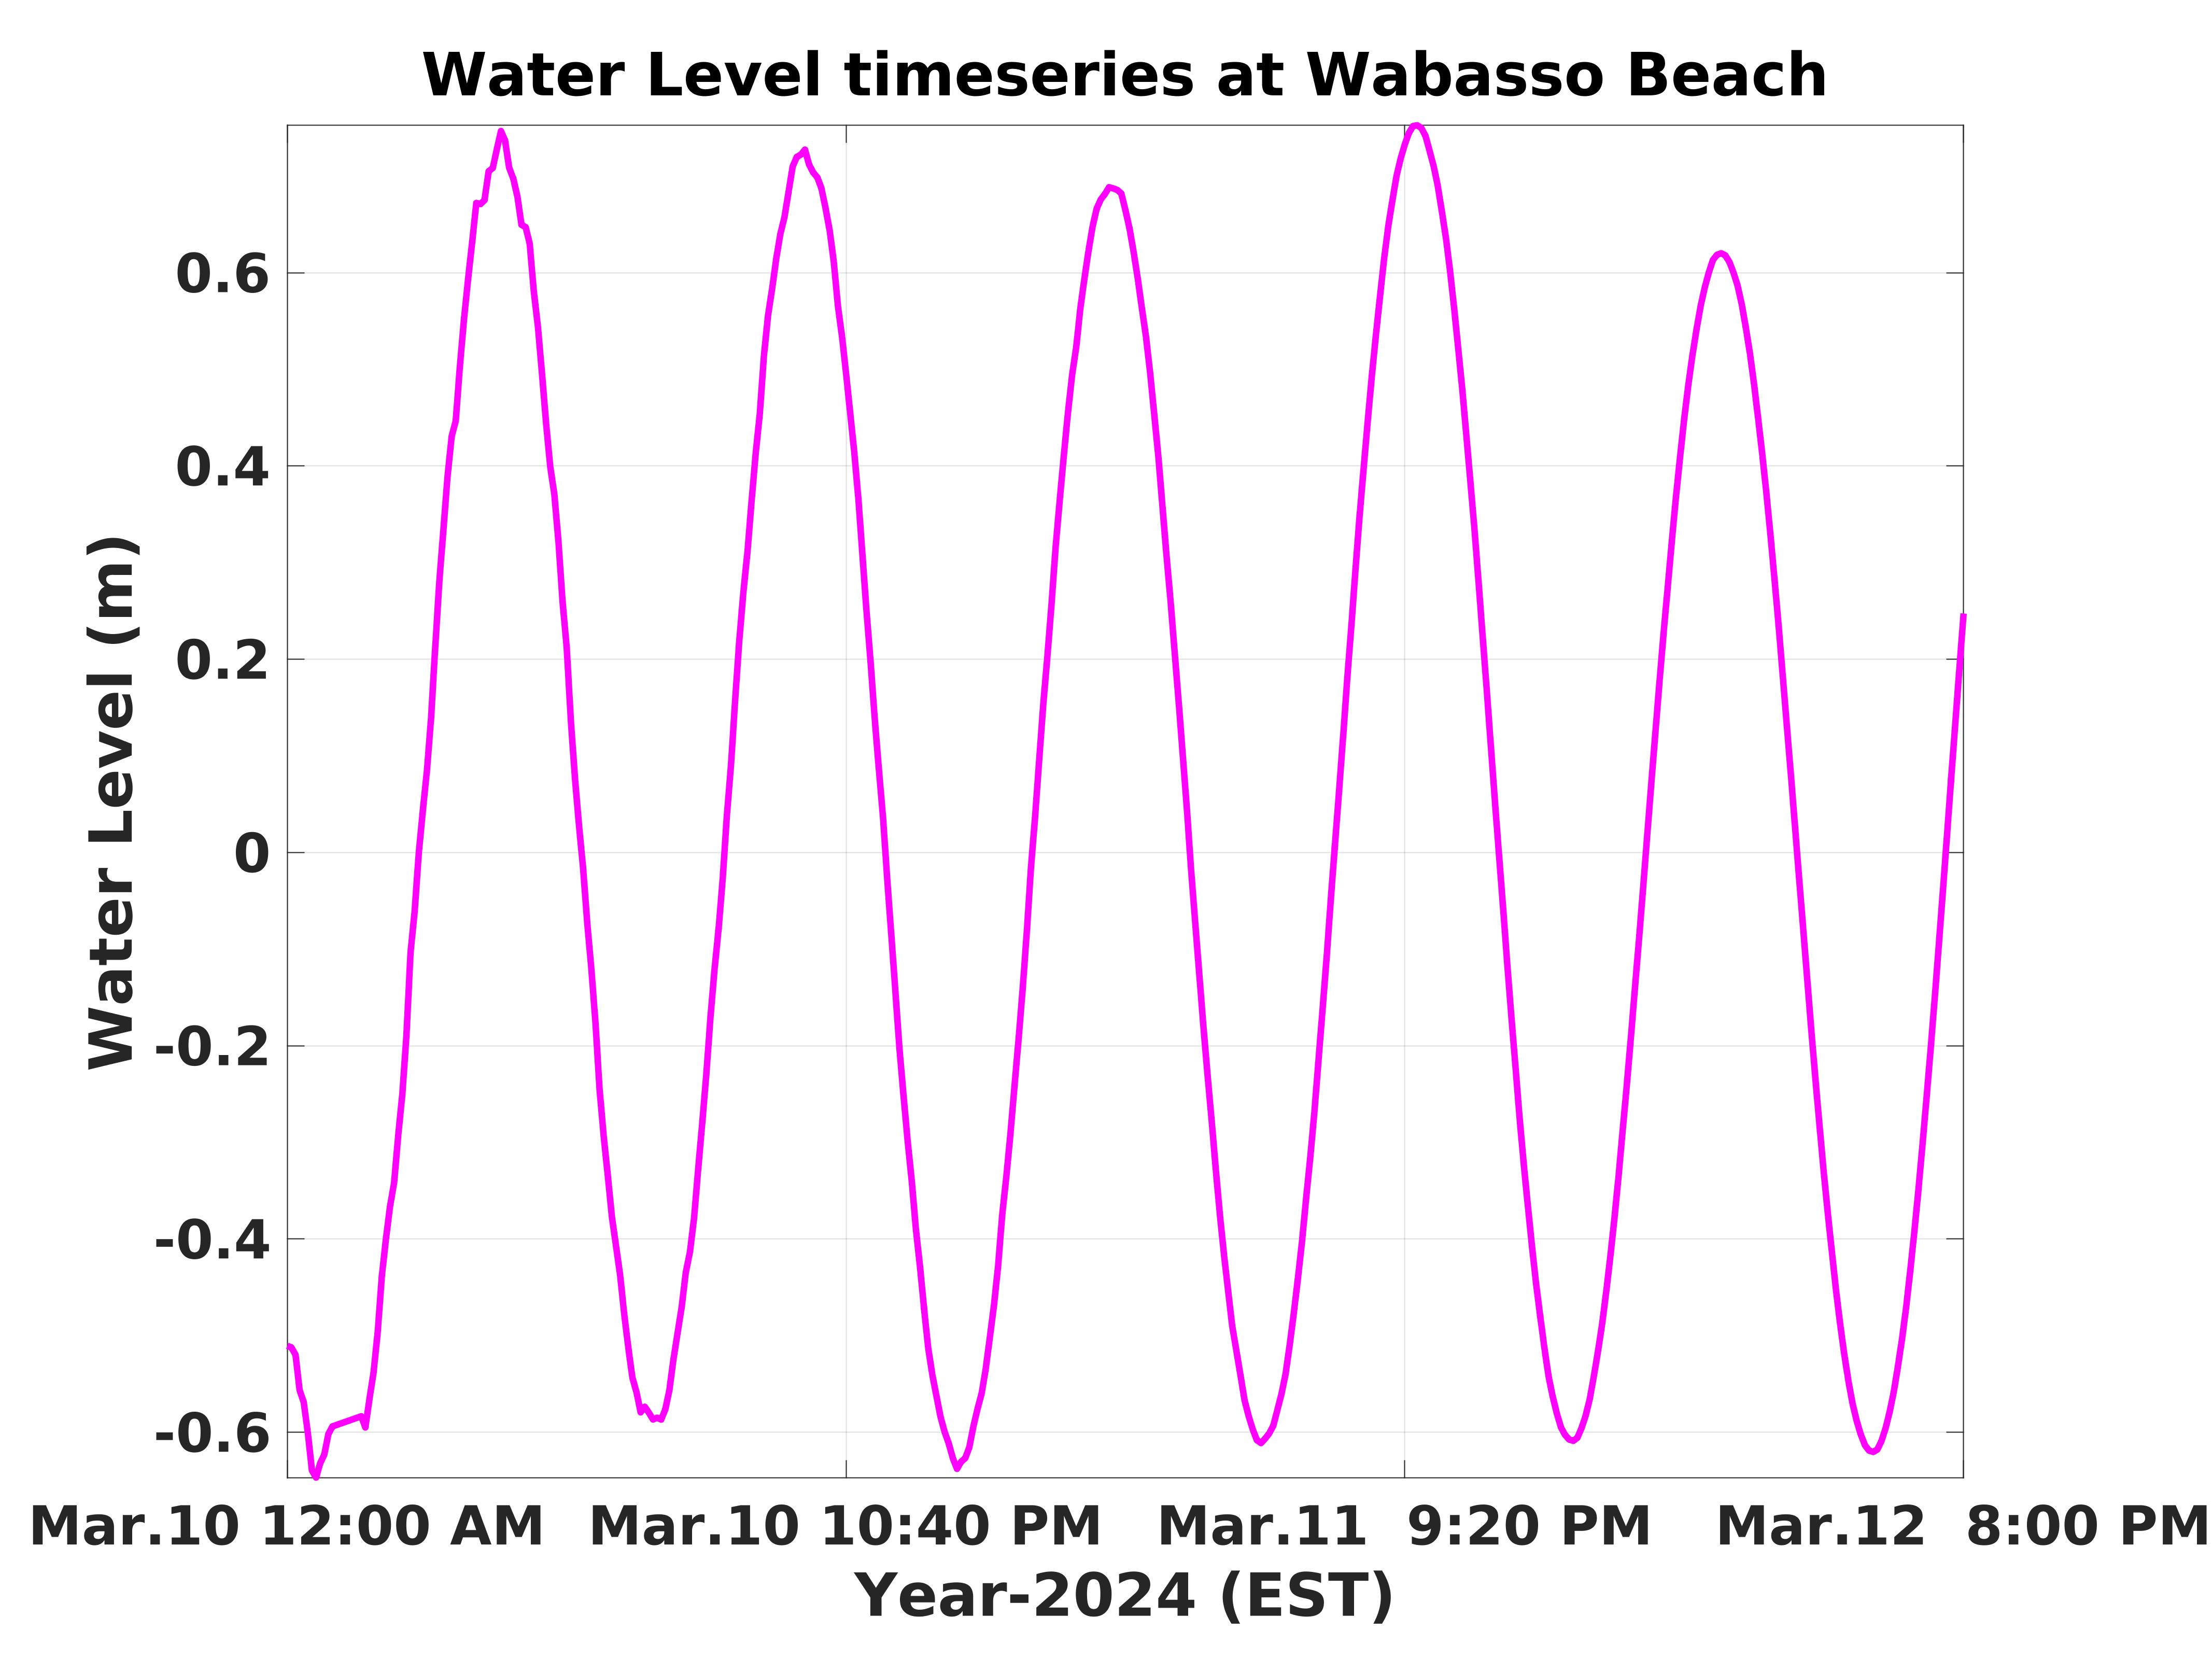 Water Level timeseries at Wabasso Beach
Water Level (m)
0.6
0.4
0.2
0
-0.2
-0.4
-0.6
Mar.10 12:00 AM Mar.10 10:40 PM Mar.11 9:20 PM Mar.12 8:00 PM
Year-2024 (EST)